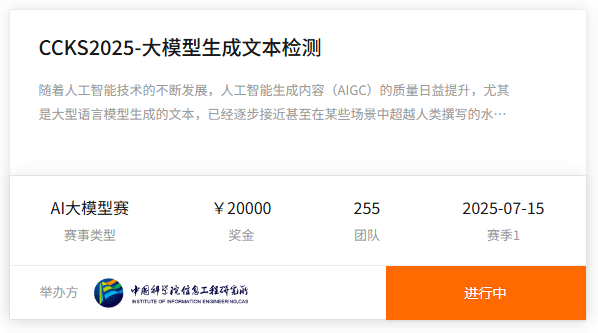 CCKS2025-大模型生成文本检测
随着人工智能技术的不断发展，人工智能生成内容（AIGC）的质量日益提升，尤其
是大型语言模型生成的文本，已经逐步接近甚至在某些场景中超越人类撰写的水…
AI大模型赛 ￥20000 255 2025-07-15
赛事类型 奖金 团队 赛季1
举办方 中国科学院信息工程研究所 进行中
INSTITUTE OF INFORMATION ENGINEERING,CAS